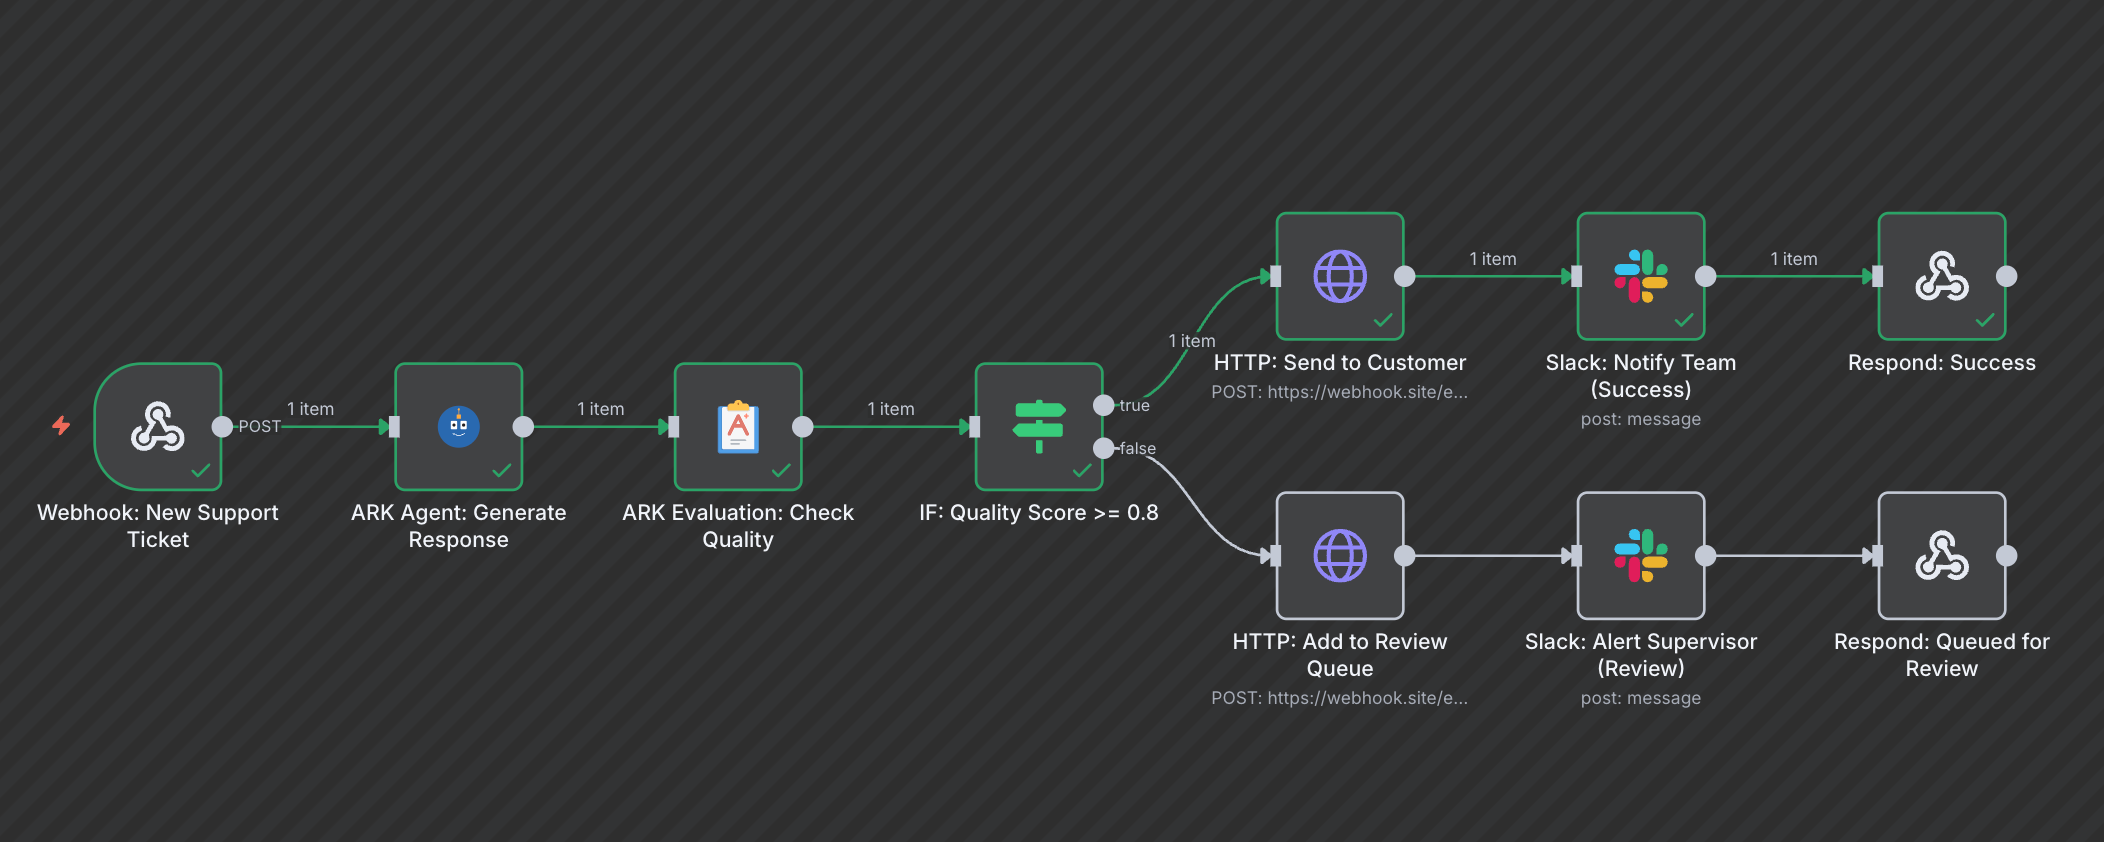 POST
1 item
1 item
1 item
true
false
1 item
1 item
1 item
Webhook: New Support
Ticket
ARK Agent: Generate
Response
ARK Evaluation: Check
Quality
IF: Quality Score >= 0.8
HTTP: Send to Customer
POST: https://webhook.site/e...
Slack: Notify Team
(Success)
post: message
Respond: Success
HTTP: Add to Review
Queue
POST: https://webhook.site/e...
Slack: Alert Supervisor
(Review)
post: message
Respond: Queued for
Review